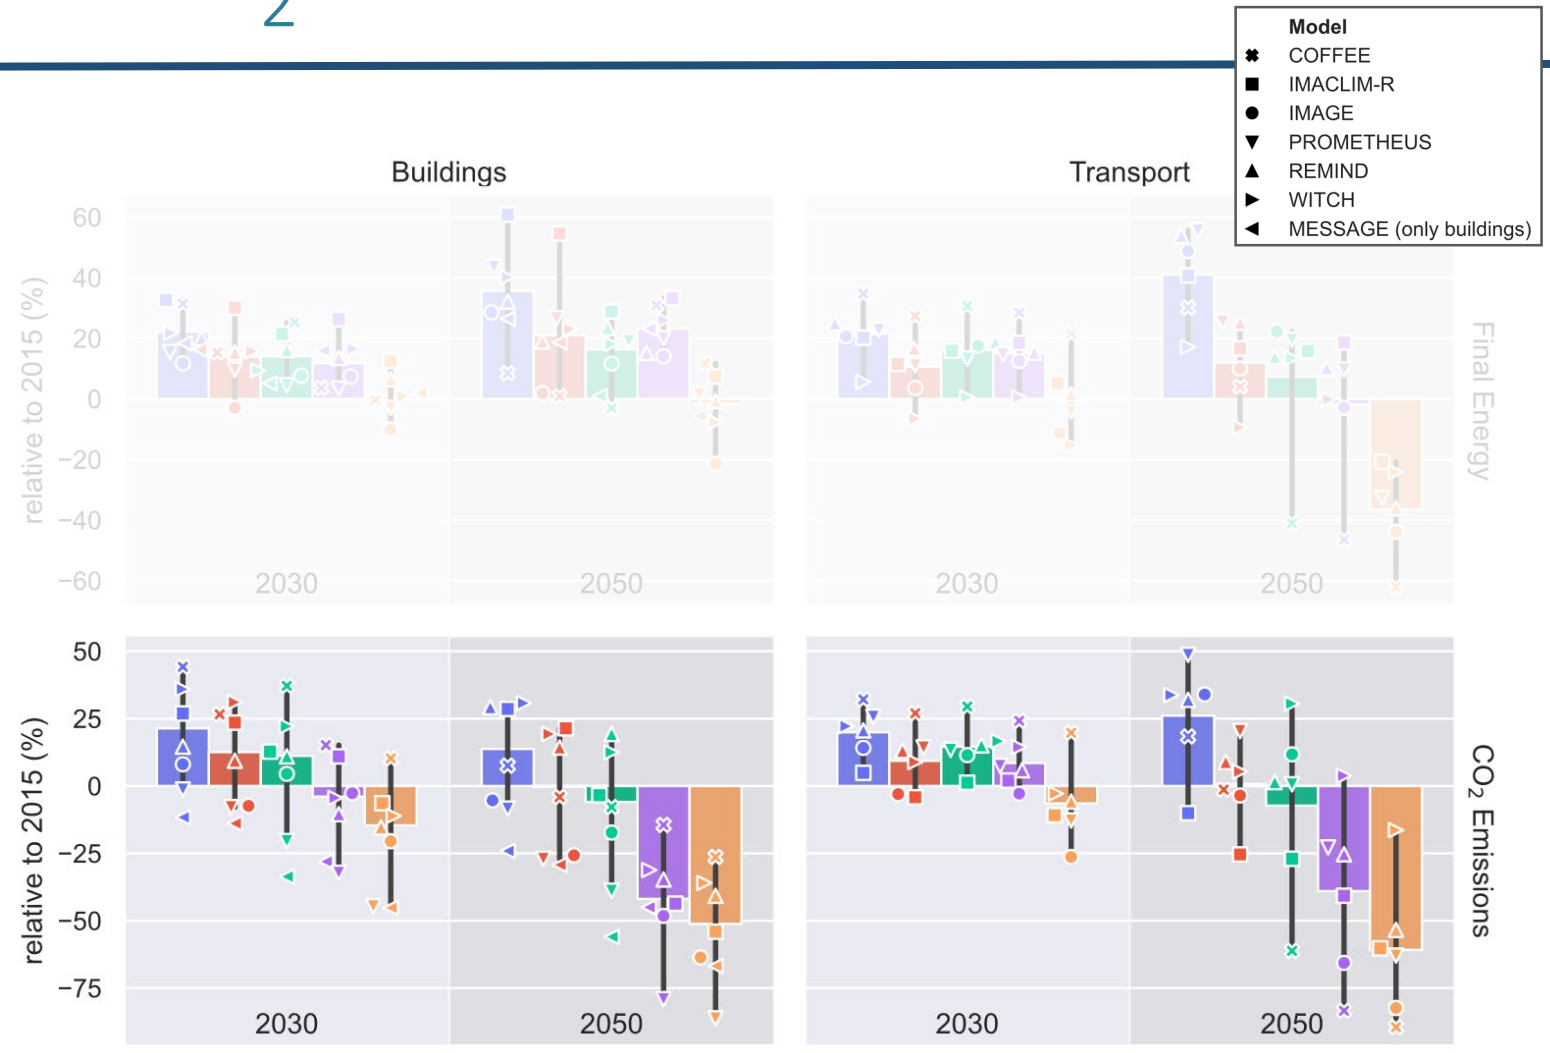 2
Model
COFFEE
IMACLIM-R
IMAGE
PROMETHEUS
REMIND
WITCH
MESSAGE (only buildings)
Buildings
Transport
relative to 2015 (%)
60
40
20
0
−20
−40
−60
2030
2050
2030
2050
Final Energy
relative to 2015 (%)
50
25
0
−25
−50
−75
2030
2050
2030
2050
CO₂ Emissions